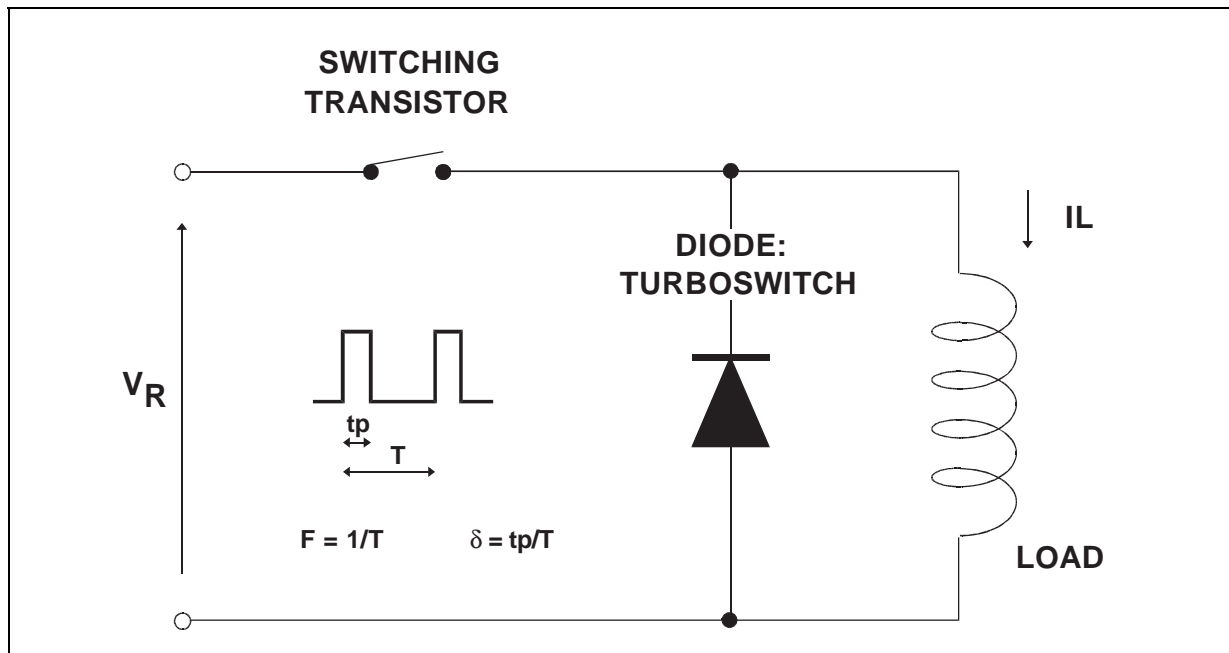 SWITCHING
TRANSISTOR
IL
DIODE:
TURBOSWITCH
VR
tp
T
F = 1/T
δ = tp/T
LOAD